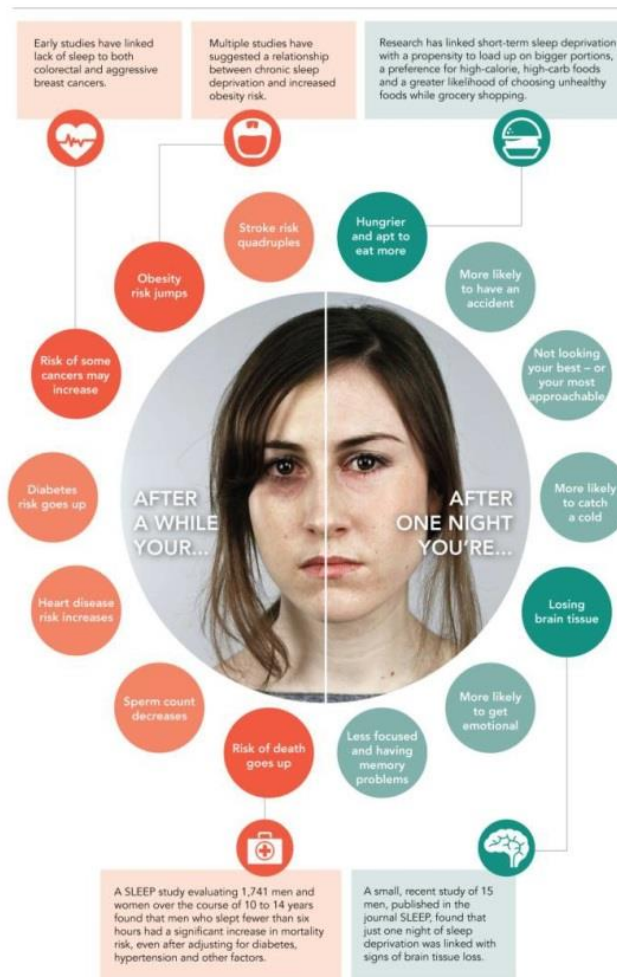 Early studies have linked
lack of sleep to both
colorectal and aggressive
breast cancers.
Multiple studies have
suggested a relationship
between chronic sleep
deprivation and increased
obesity risk.
Research has linked short-term sleep deprivation
with a propensity to load up on bigger portions,
a preference for high-calorie, high-carb foods
and a greater likelihood of choosing unhealthy
foods while grocery shopping.
Stroke risk
quadruples
Obesity
risk jumps
Risk of some
cancers may
increase
Diabetes
risk goes up
Heart disease
risk increases
Sperm count
decreases
Risk of death
goes up
AFTER
A WHILE
YOUR...
AFTER
ONE NIGHT
YOU'RE...
Hungrier
and apt to
eat more
More likely
to have an
accident
Not looking
your best – or
your most
approachable
More likely
to catch
a cold
Losing
brain tissue
More likely
to get
emotional
Less focused
and having
memory
problems
A SLEEP study evaluating 1,741 men and
women over the course of 10 to 14 years
found that men who slept fewer than six
hours had a significant increase in mortality
risk, even after adjusting for diabetes,
hypertension and other factors.
A small, recent study of 15
men, published in the
journal SLEEP, found that
just one night of sleep
deprivation was linked with
signs of brain tissue loss.